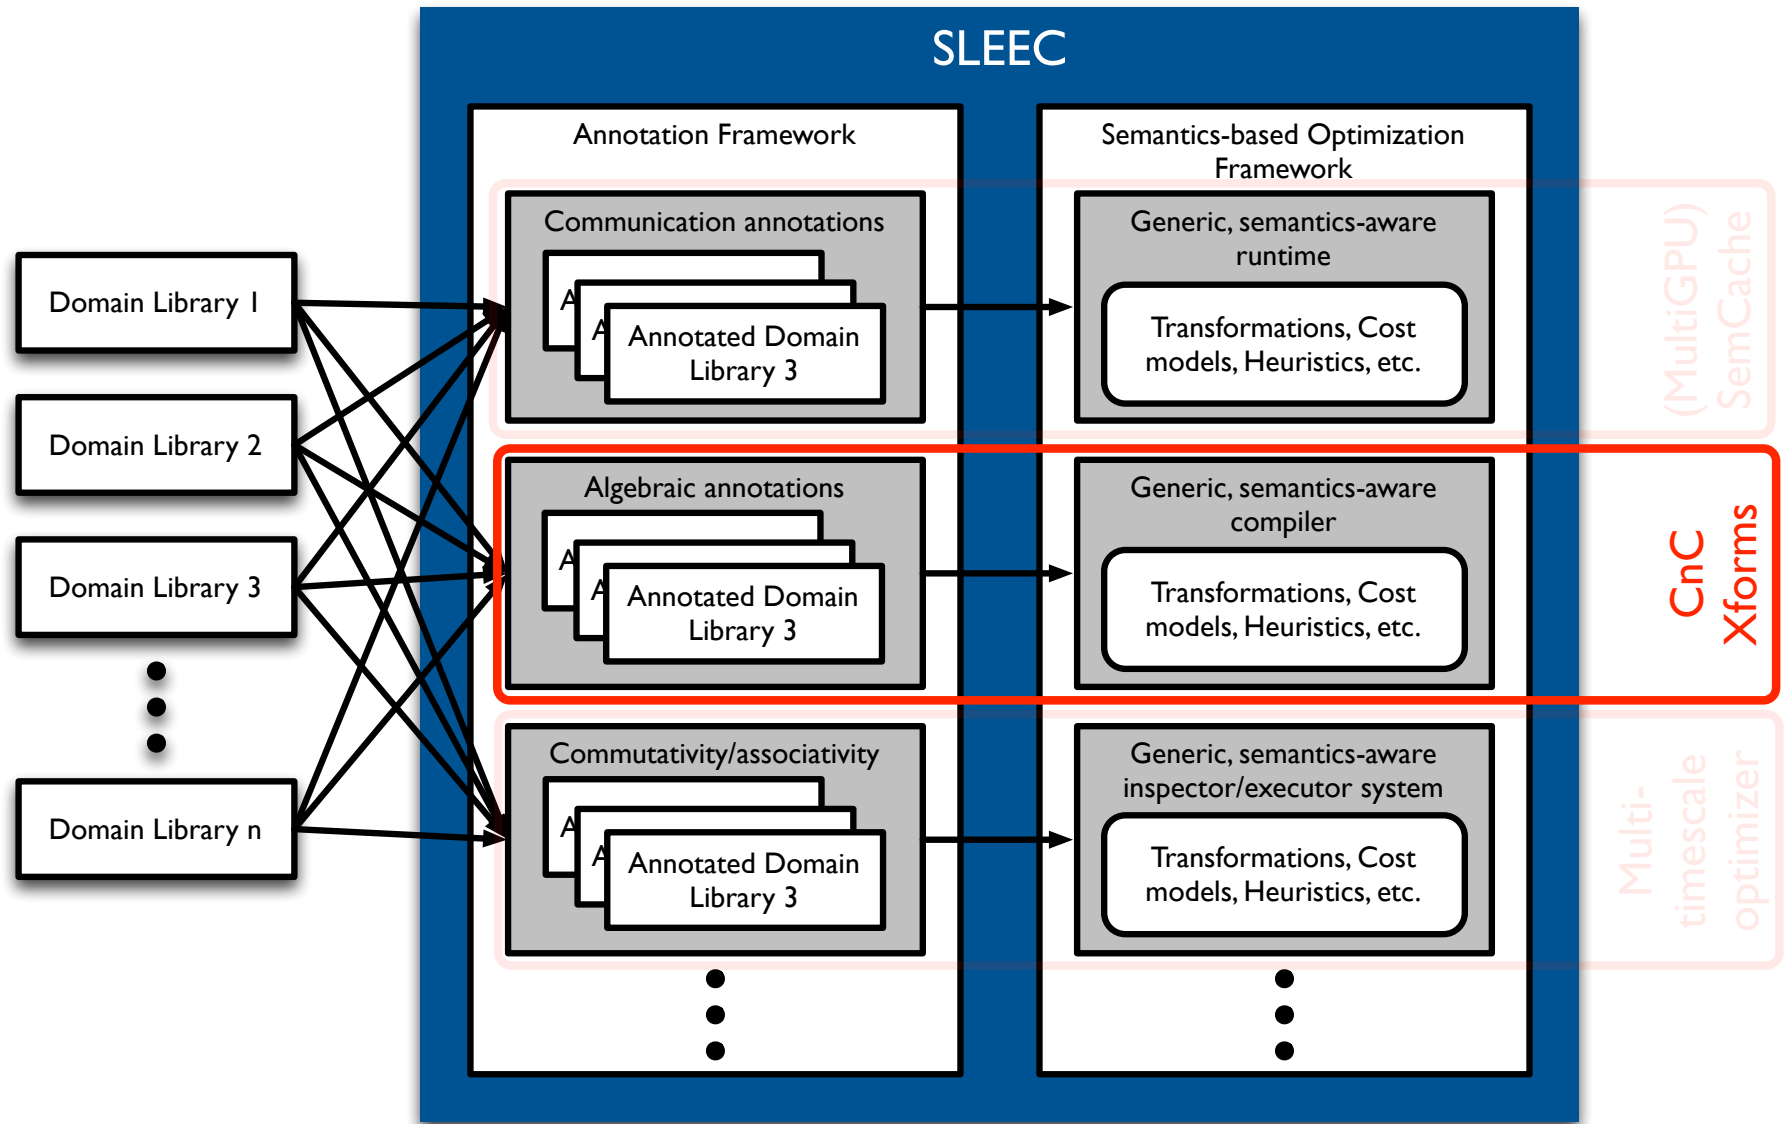 SLEEC
Annotation Framework
Semantics-based Optimization
Framework
Domain Library 1
Domain Library 2
Domain Library 3
Domain Library n
Communication annotations
A
A
Annotated Domain
Library 3
Generic, semantics-aware
runtime
Transformations, Cost
models, Heuristics, etc.
(MultiGPU)
SemCache
Algebraic annotations
A
A
Annotated Domain
Library 3
Generic, semantics-aware
compiler
Transformations, Cost
models, Heuristics, etc.
CnC
Xforms
Commutativity/associativity
A
A
Annotated Domain
Library 3
Generic, semantics-aware
inspector/executor system
Transformations, Cost
models, Heuristics, etc.
Multi-
timescale
optimizer